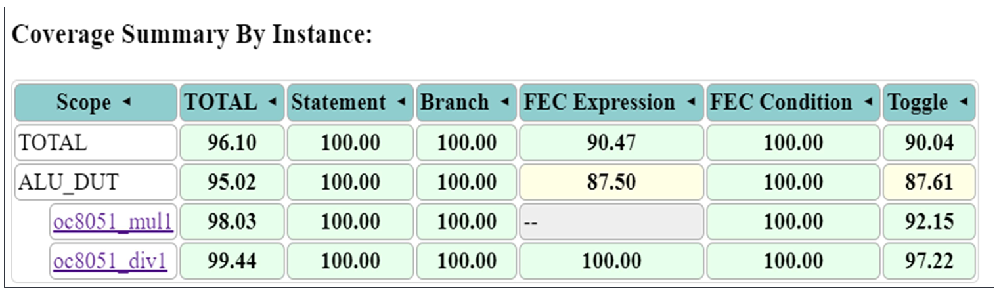 Coverage Summary By Instance:
Scope ◄ TOTAL ◄ Statement ◄ Branch ◄ FEC Expression ◄ FEC Condition ◄ Toggle ◄
TOTAL 96.10 100.00 100.00 90.47 100.00 90.04
ALU_DUT 95.02 100.00 100.00 87.50 100.00 87.61
oc8051_mul1 98.03 100.00 100.00 -- 100.00 92.15
oc8051_div1 99.44 100.00 100.00 100.00 100.00 97.22